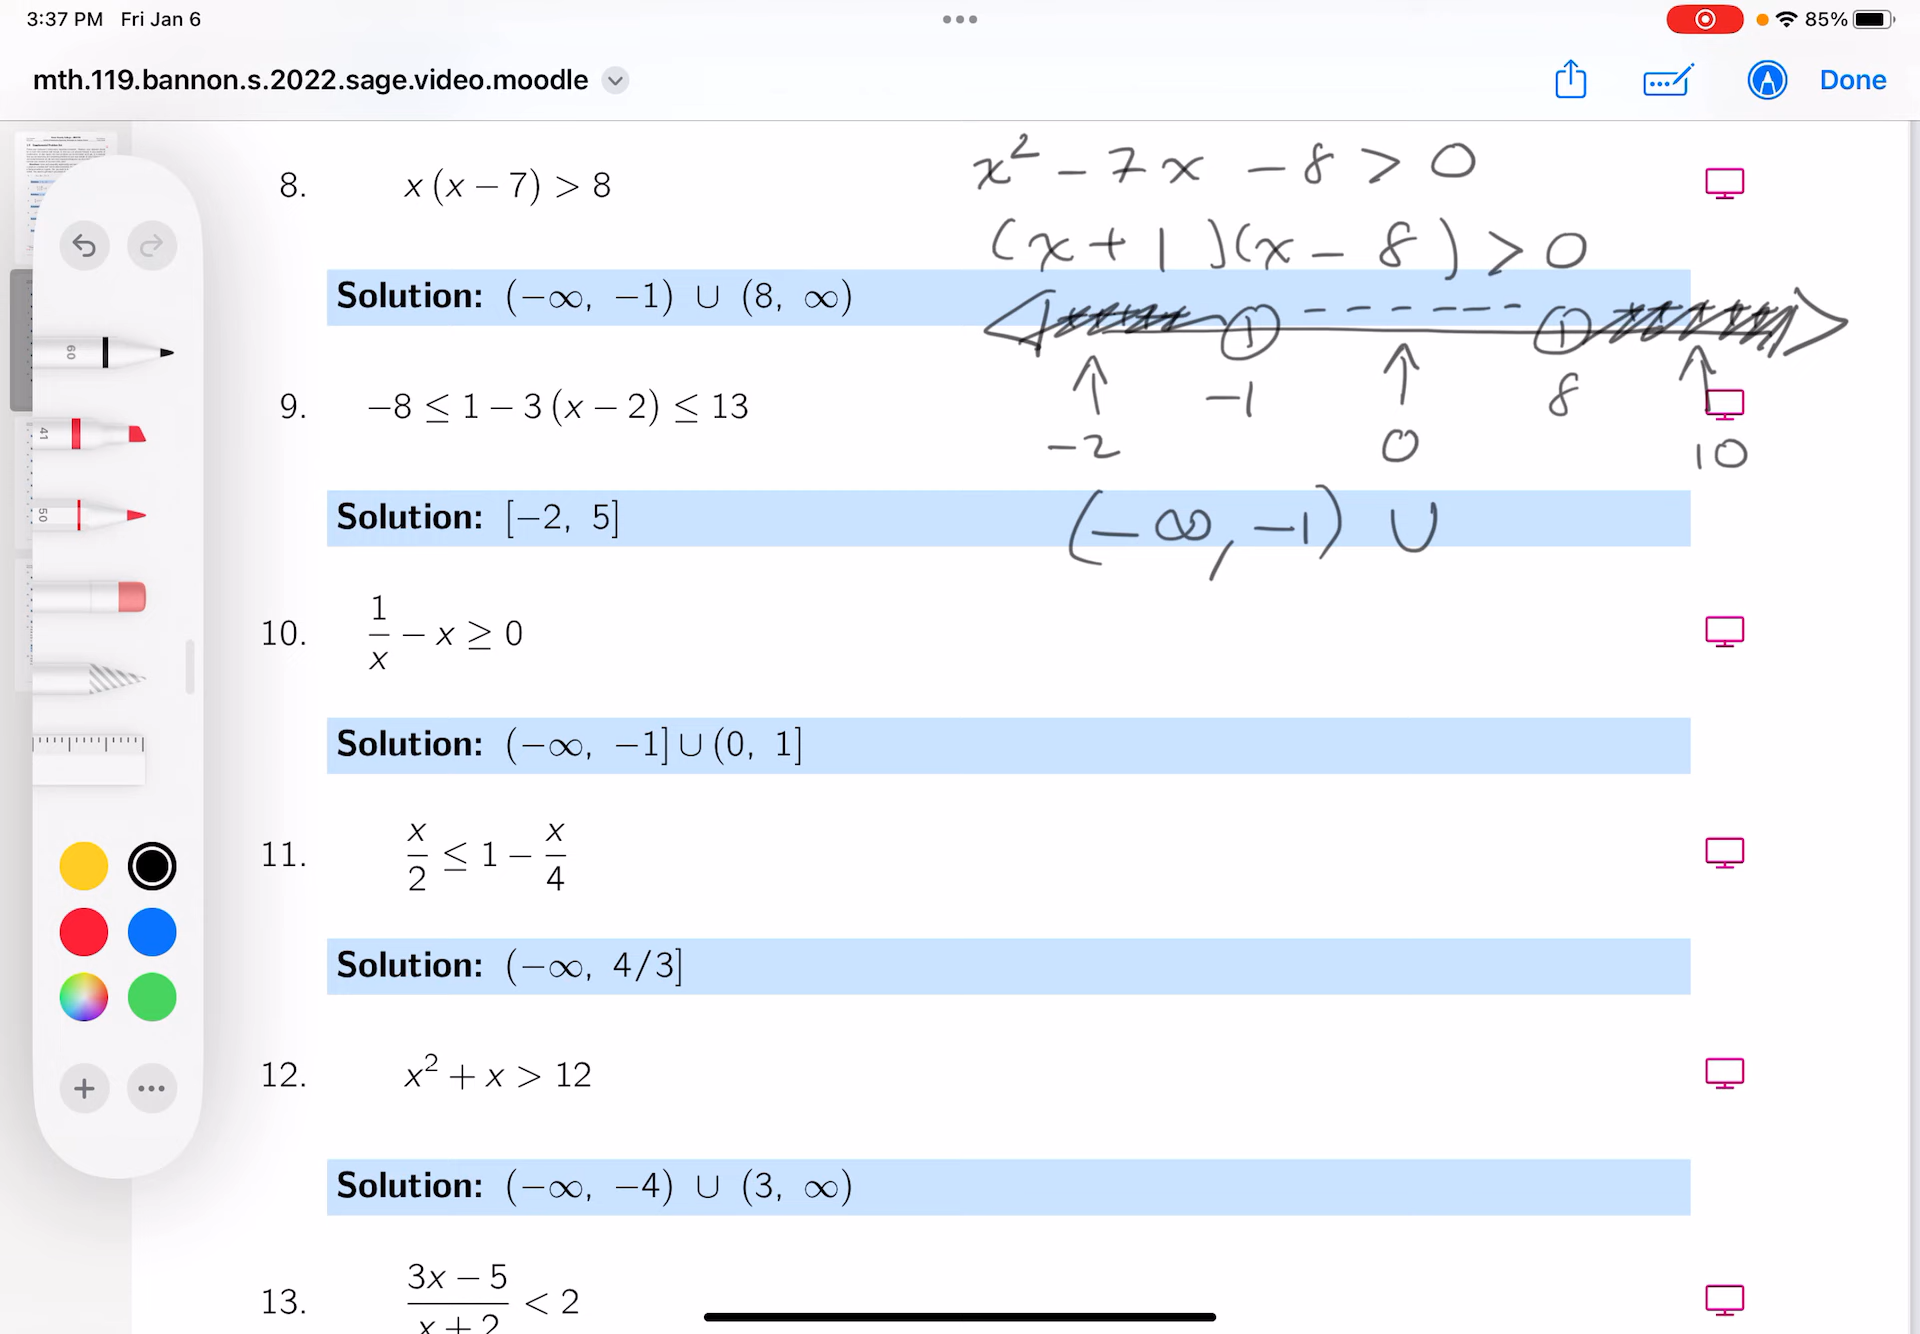 3:37 PM Fri Jan 6
85%
mth.119.bannon.s.2022.sage.video.moodle
Done
8. x (x − 7) > 8
x² − 7x − 8 > 0
(x + 1)(x − 8) > 0
Solution: (−∞, −1) ∪ (8, ∞)
−1 8
−2 0 10
9. −8 ≤ 1 − 3 (x − 2) ≤ 13
Solution: [−2, 5]
(−∞, −1) ∪
10. 1/x − x ≥ 0
Solution: (−∞, −1] ∪ (0, 1]
11. x/2 ≤ 1 − x/4
Solution: (−∞, 4/3]
12. x² + x > 12
Solution: (−∞, −4) ∪ (3, ∞)
13. (3x − 5)/(x + 2) < 2
60
41
50